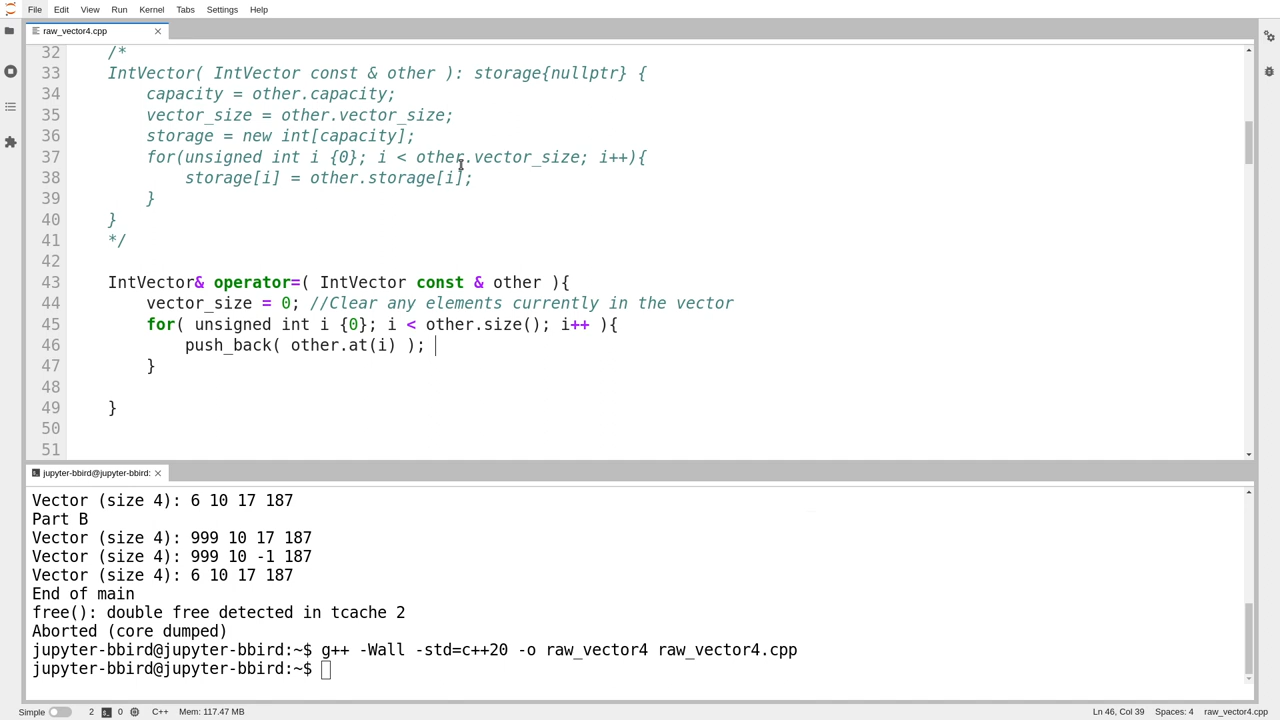 File Edit View Run Kernel Tabs Settings Help
raw_vector4.cpp
32 /*
33 IntVector( IntVector const & other ): storage{nullptr} {
34 capacity = other.capacity;
35 vector_size = other.vector_size;
36 storage = new int[capacity];
37 for(unsigned int i {0}; i < other.vector_size; i++){
38 storage[i] = other.storage[i];
39 }
40 }
41 */
42
43 IntVector& operator=( IntVector const & other ){
44 vector_size = 0; //Clear any elements currently in the vector
45 for( unsigned int i {0}; i < other.size(); i++ ){
46 push_back( other.at(i) );
47 }
48
49 }
50
51
jupyter-bbird@jupyter-bbird:
Vector (size 4): 6 10 17 187
Part B
Vector (size 4): 999 10 17 187
Vector (size 4): 999 10 -1 187
Vector (size 4): 6 10 17 187
End of main
free(): double free detected in tcache 2
Aborted (core dumped)
jupyter-bbird@jupyter-bbird:~$ g++ -Wall -std=c++20 -o raw_vector4 raw_vector4.cpp
jupyter-bbird@jupyter-bbird:~$
Simple 2 0 C++ Mem: 117.47 MB Ln 46, Col 39 Spaces: 4 raw_vector4.cpp